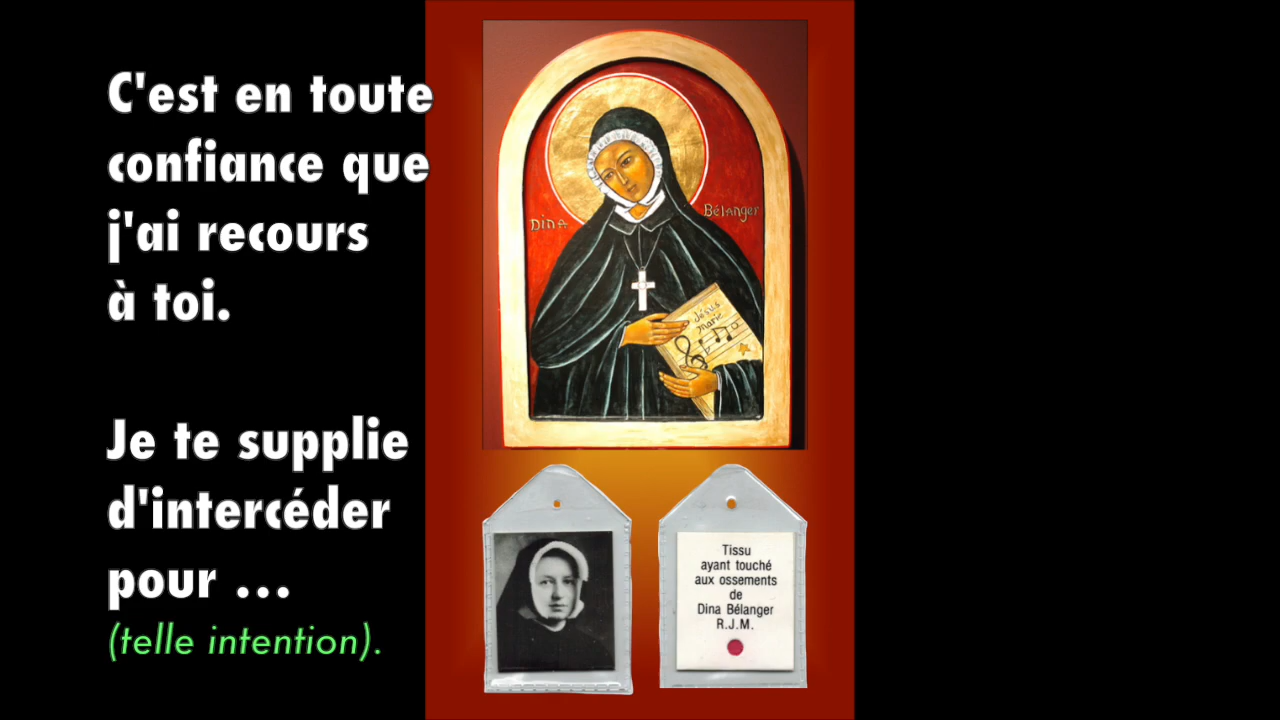 C'est en toute
confiance que
j'ai recours
à toi.
Je te supplie
d'intercéder
pour ...
(telle intention).
Dina Bélanger
Jésus
Marie
Tissu
ayant touché
aux ossements
de
Dina Bélanger
R.J.M.